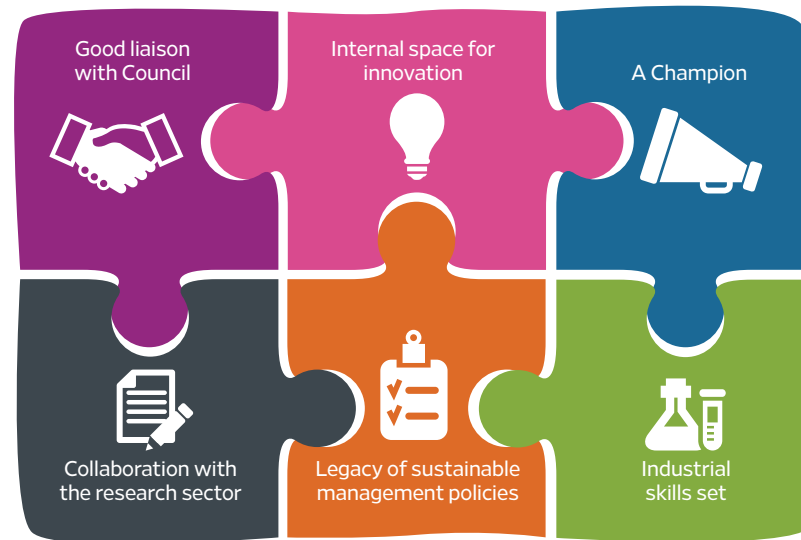 Good liaison
with Council
Internal space for
innovation
A Champion
Collaboration with
the research sector
Legacy of sustainable
management policies
Industrial
skills set